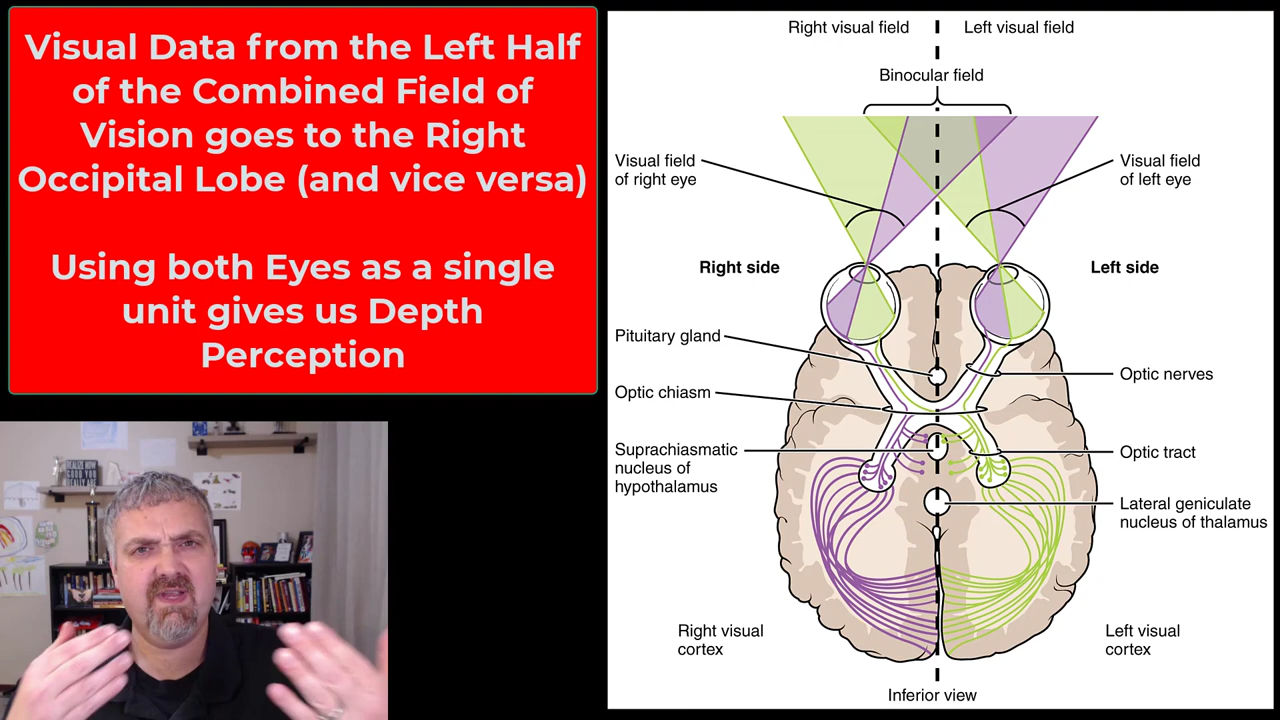 Visual Data from the Left Half
of the Combined Field of
Vision goes to the Right
Occipital Lobe (and vice versa)
Using both Eyes as a single
unit gives us Depth
Perception
Right visual field
Left visual field
Binocular field
Visual field
of right eye
Visual field
of left eye
Right side
Left side
Pituitary gland
Optic nerves
Optic chiasm
Suprachiasmatic
nucleus of
hypothalamus
Optic tract
Lateral geniculate
nucleus of thalamus
Right visual
cortex
Left visual
cortex
Inferior view